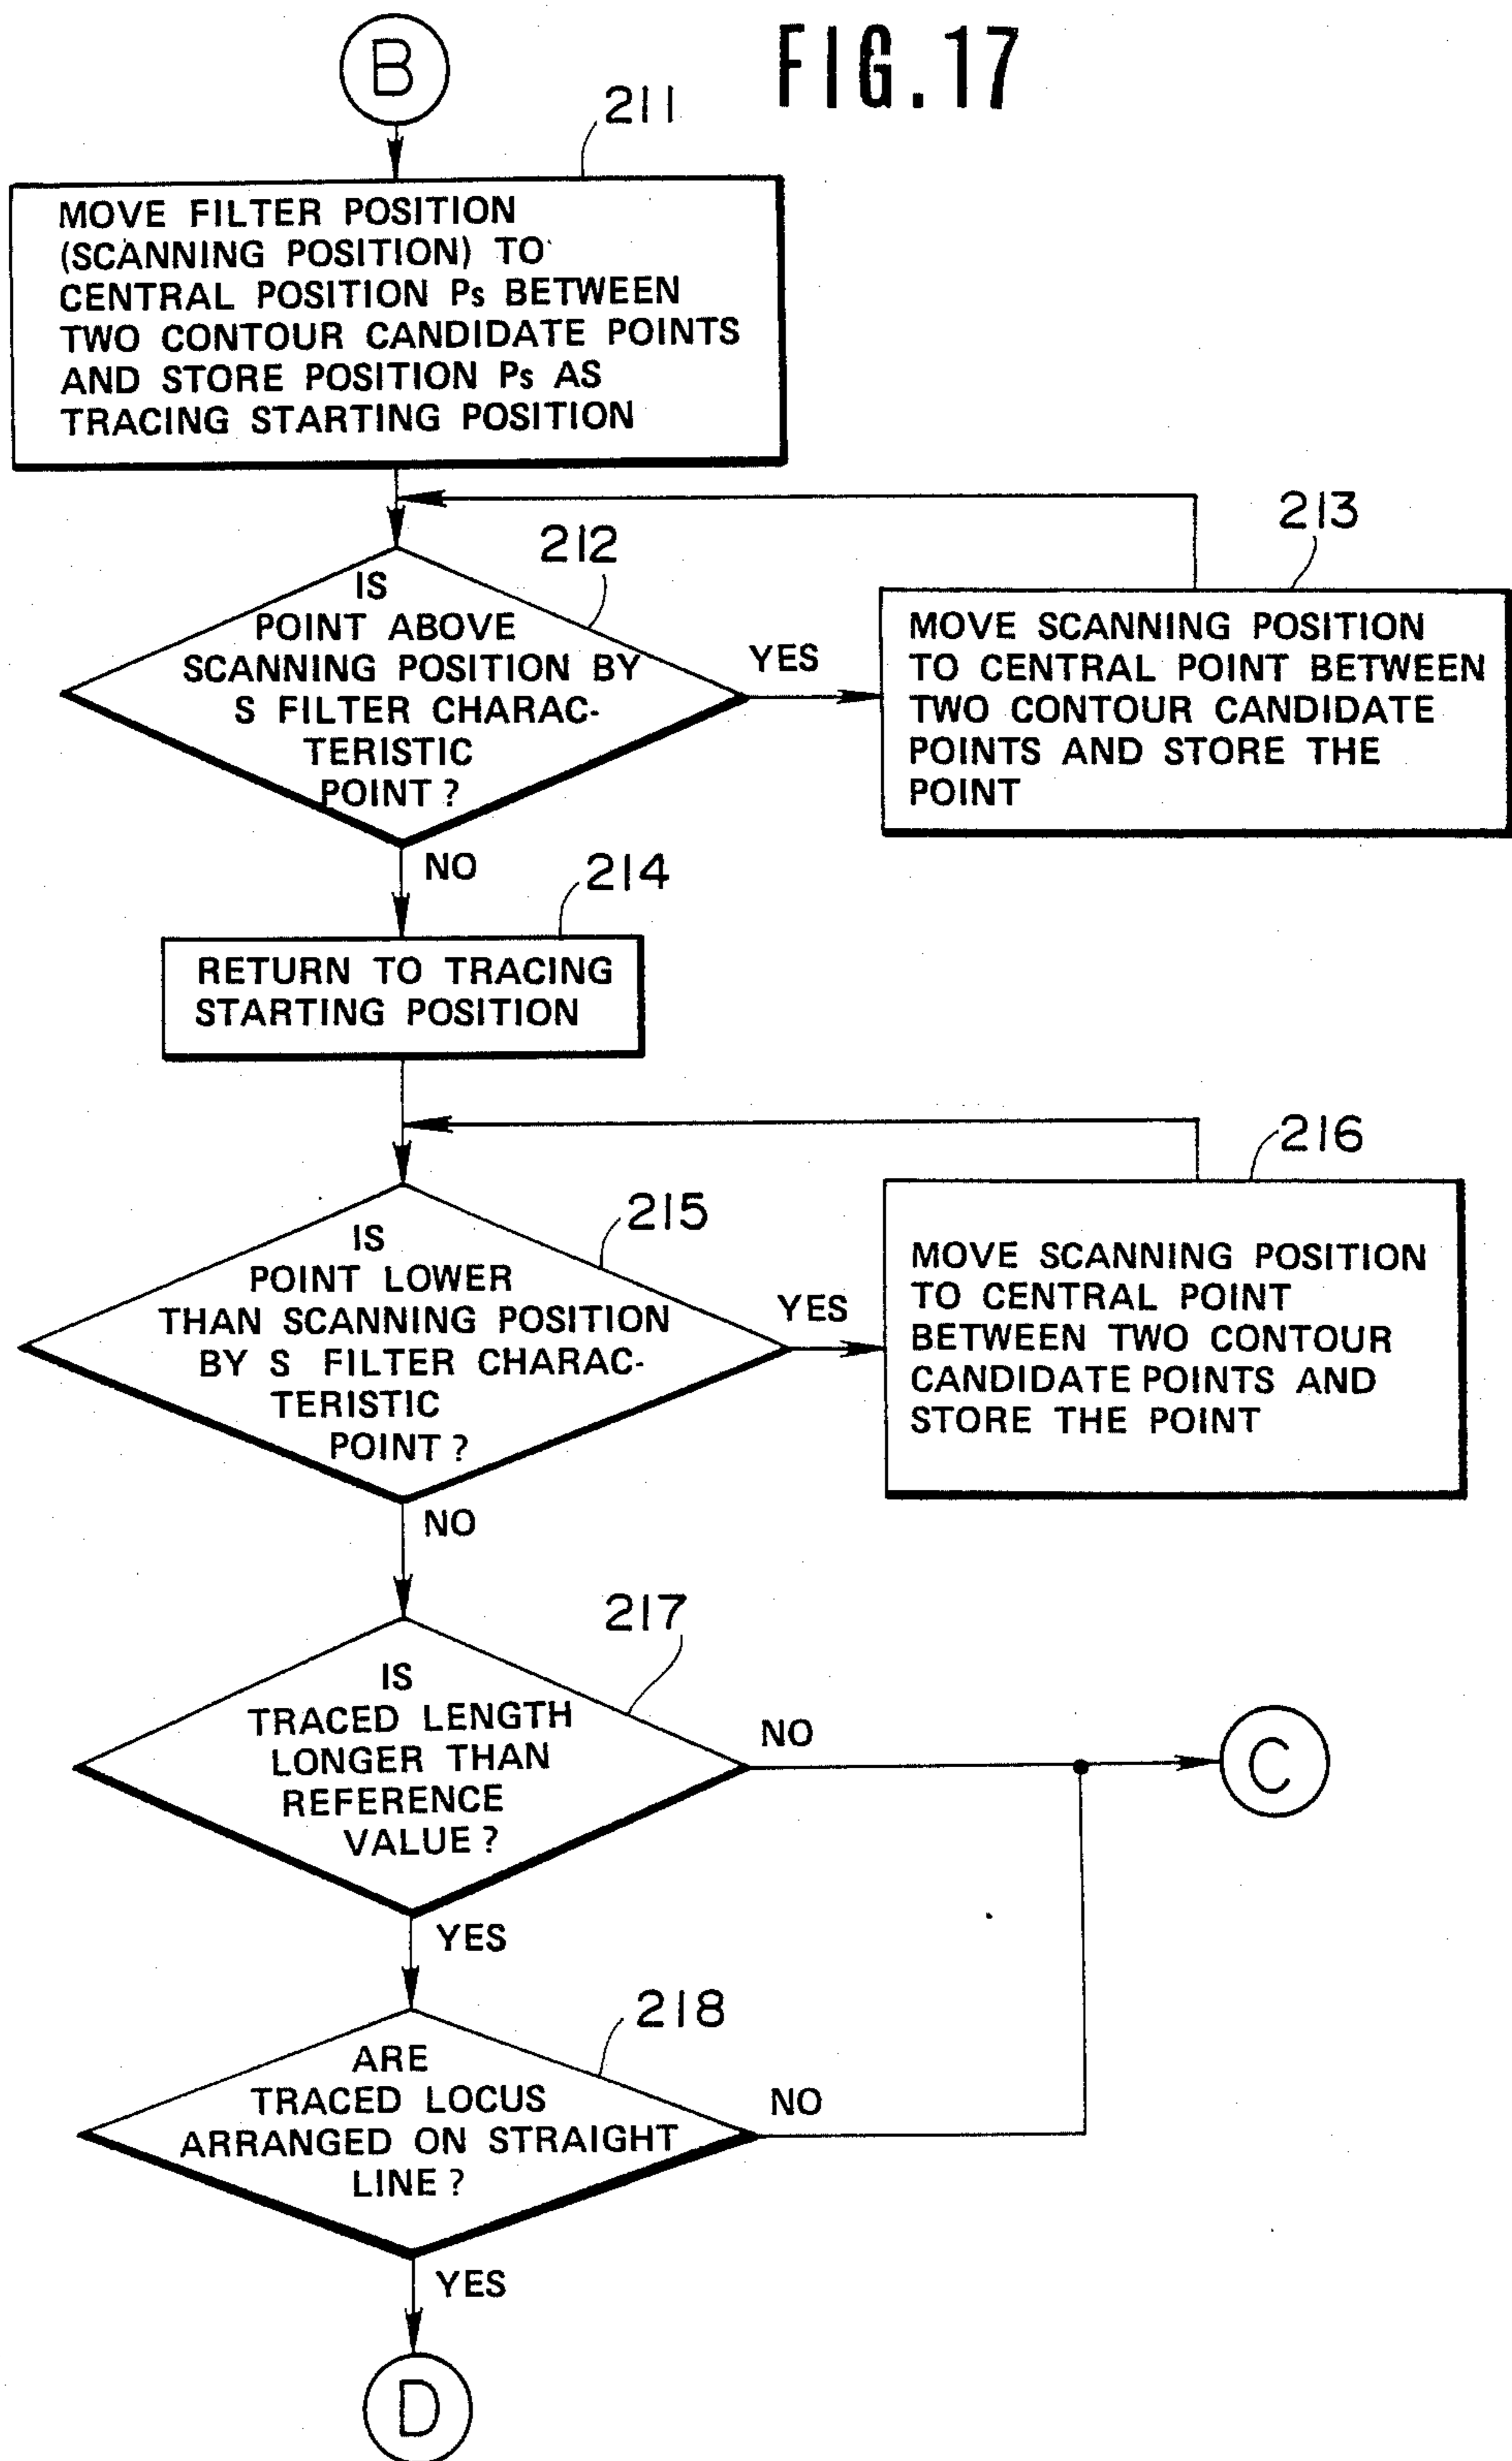 FIG.17
B
211
MOVE FILTER POSITION
(SCANNING POSITION) TO
CENTRAL POSITION Ps BETWEEN
TWO CONTOUR CANDIDATE POINTS
AND STORE POSITION Ps AS
TRACING STARTING POSITION
212
IS
POINT ABOVE
SCANNING POSITION BY
S FILTER CHARAC-
TERISTIC
POINT?
YES
213
MOVE SCANNING POSITION
TO CENTRAL POINT BETWEEN
TWO CONTOUR CANDIDATE
POINTS AND STORE THE
POINT
NO
214
RETURN TO TRACING
STARTING POSITION
215
IS
POINT LOWER
THAN SCANNING POSITION
BY S FILTER CHARAC-
TERISTIC
POINT?
YES
216
MOVE SCANNING POSITION
TO CENTRAL POINT
BETWEEN TWO CONTOUR
CANDIDATE POINTS AND
STORE THE POINT
NO
217
IS
TRACED LENGTH
LONGER THAN
REFERENCE
VALUE?
NO
C
YES
218
ARE
TRACED LOCUS
ARRANGED ON STRAIGHT
LINE?
NO
YES
D